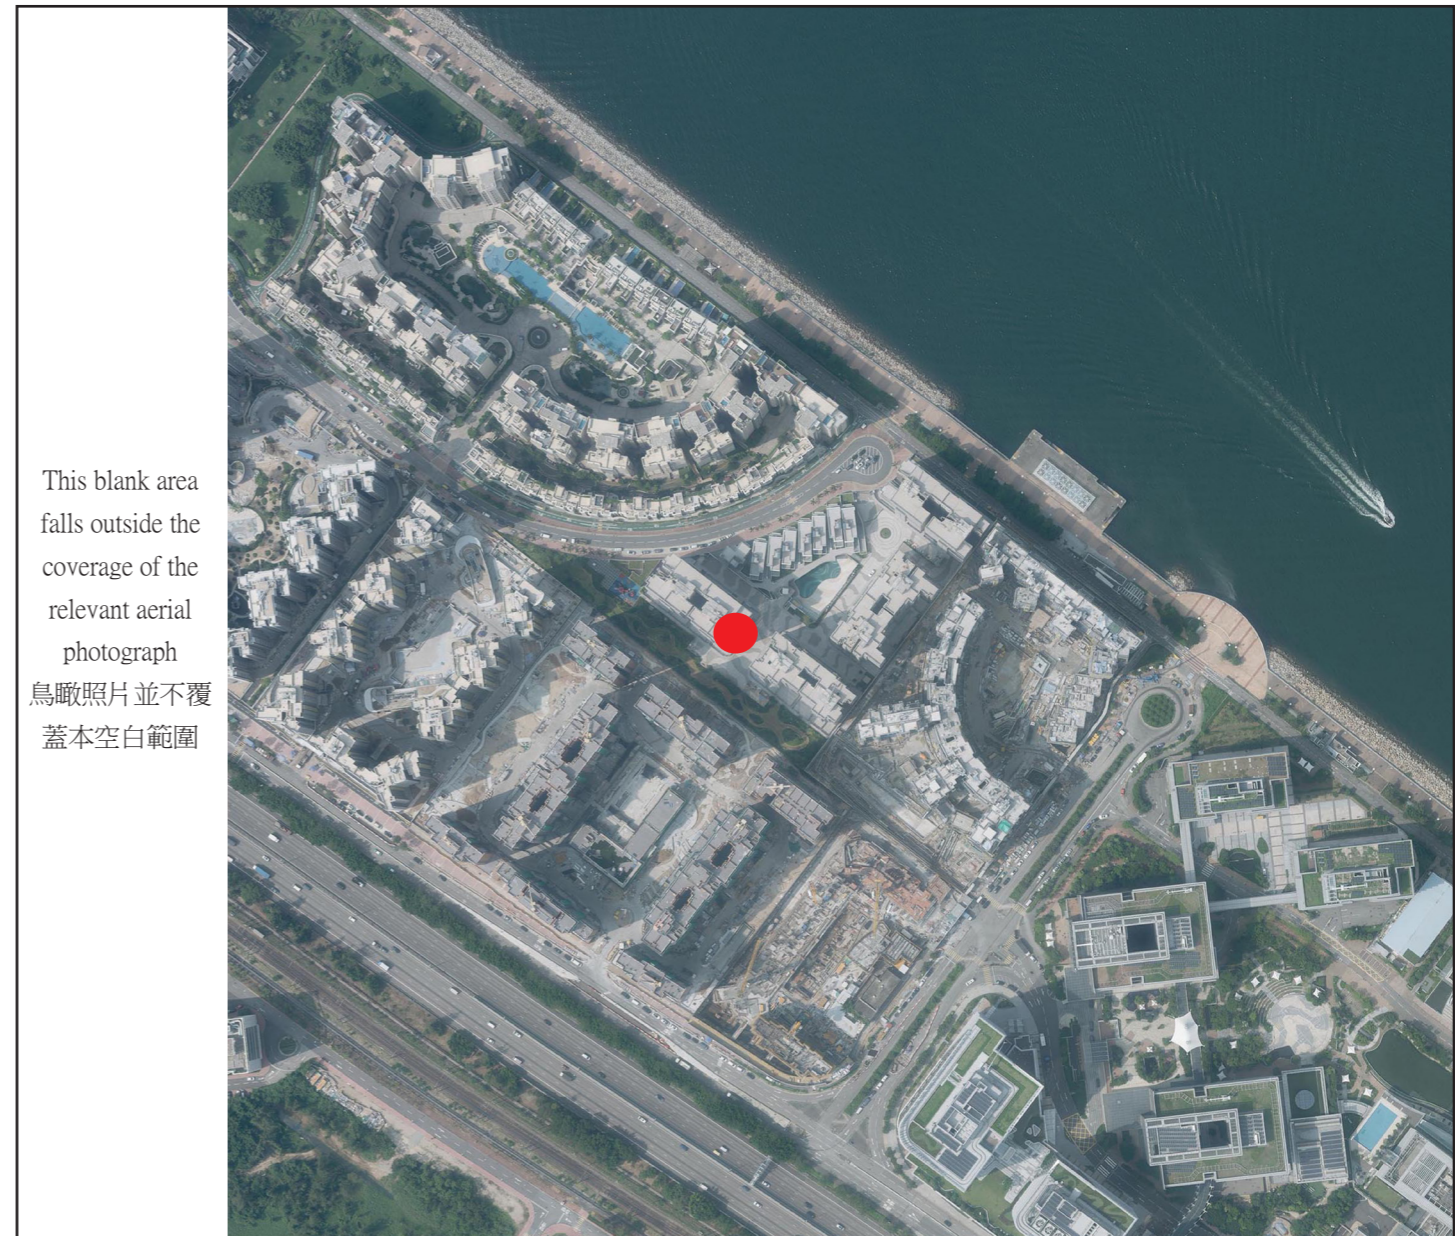 This blank area
falls outside the
coverage of the
relevant aerial
photograph
鳥瞰照片並不覆
蓋本空白範圍